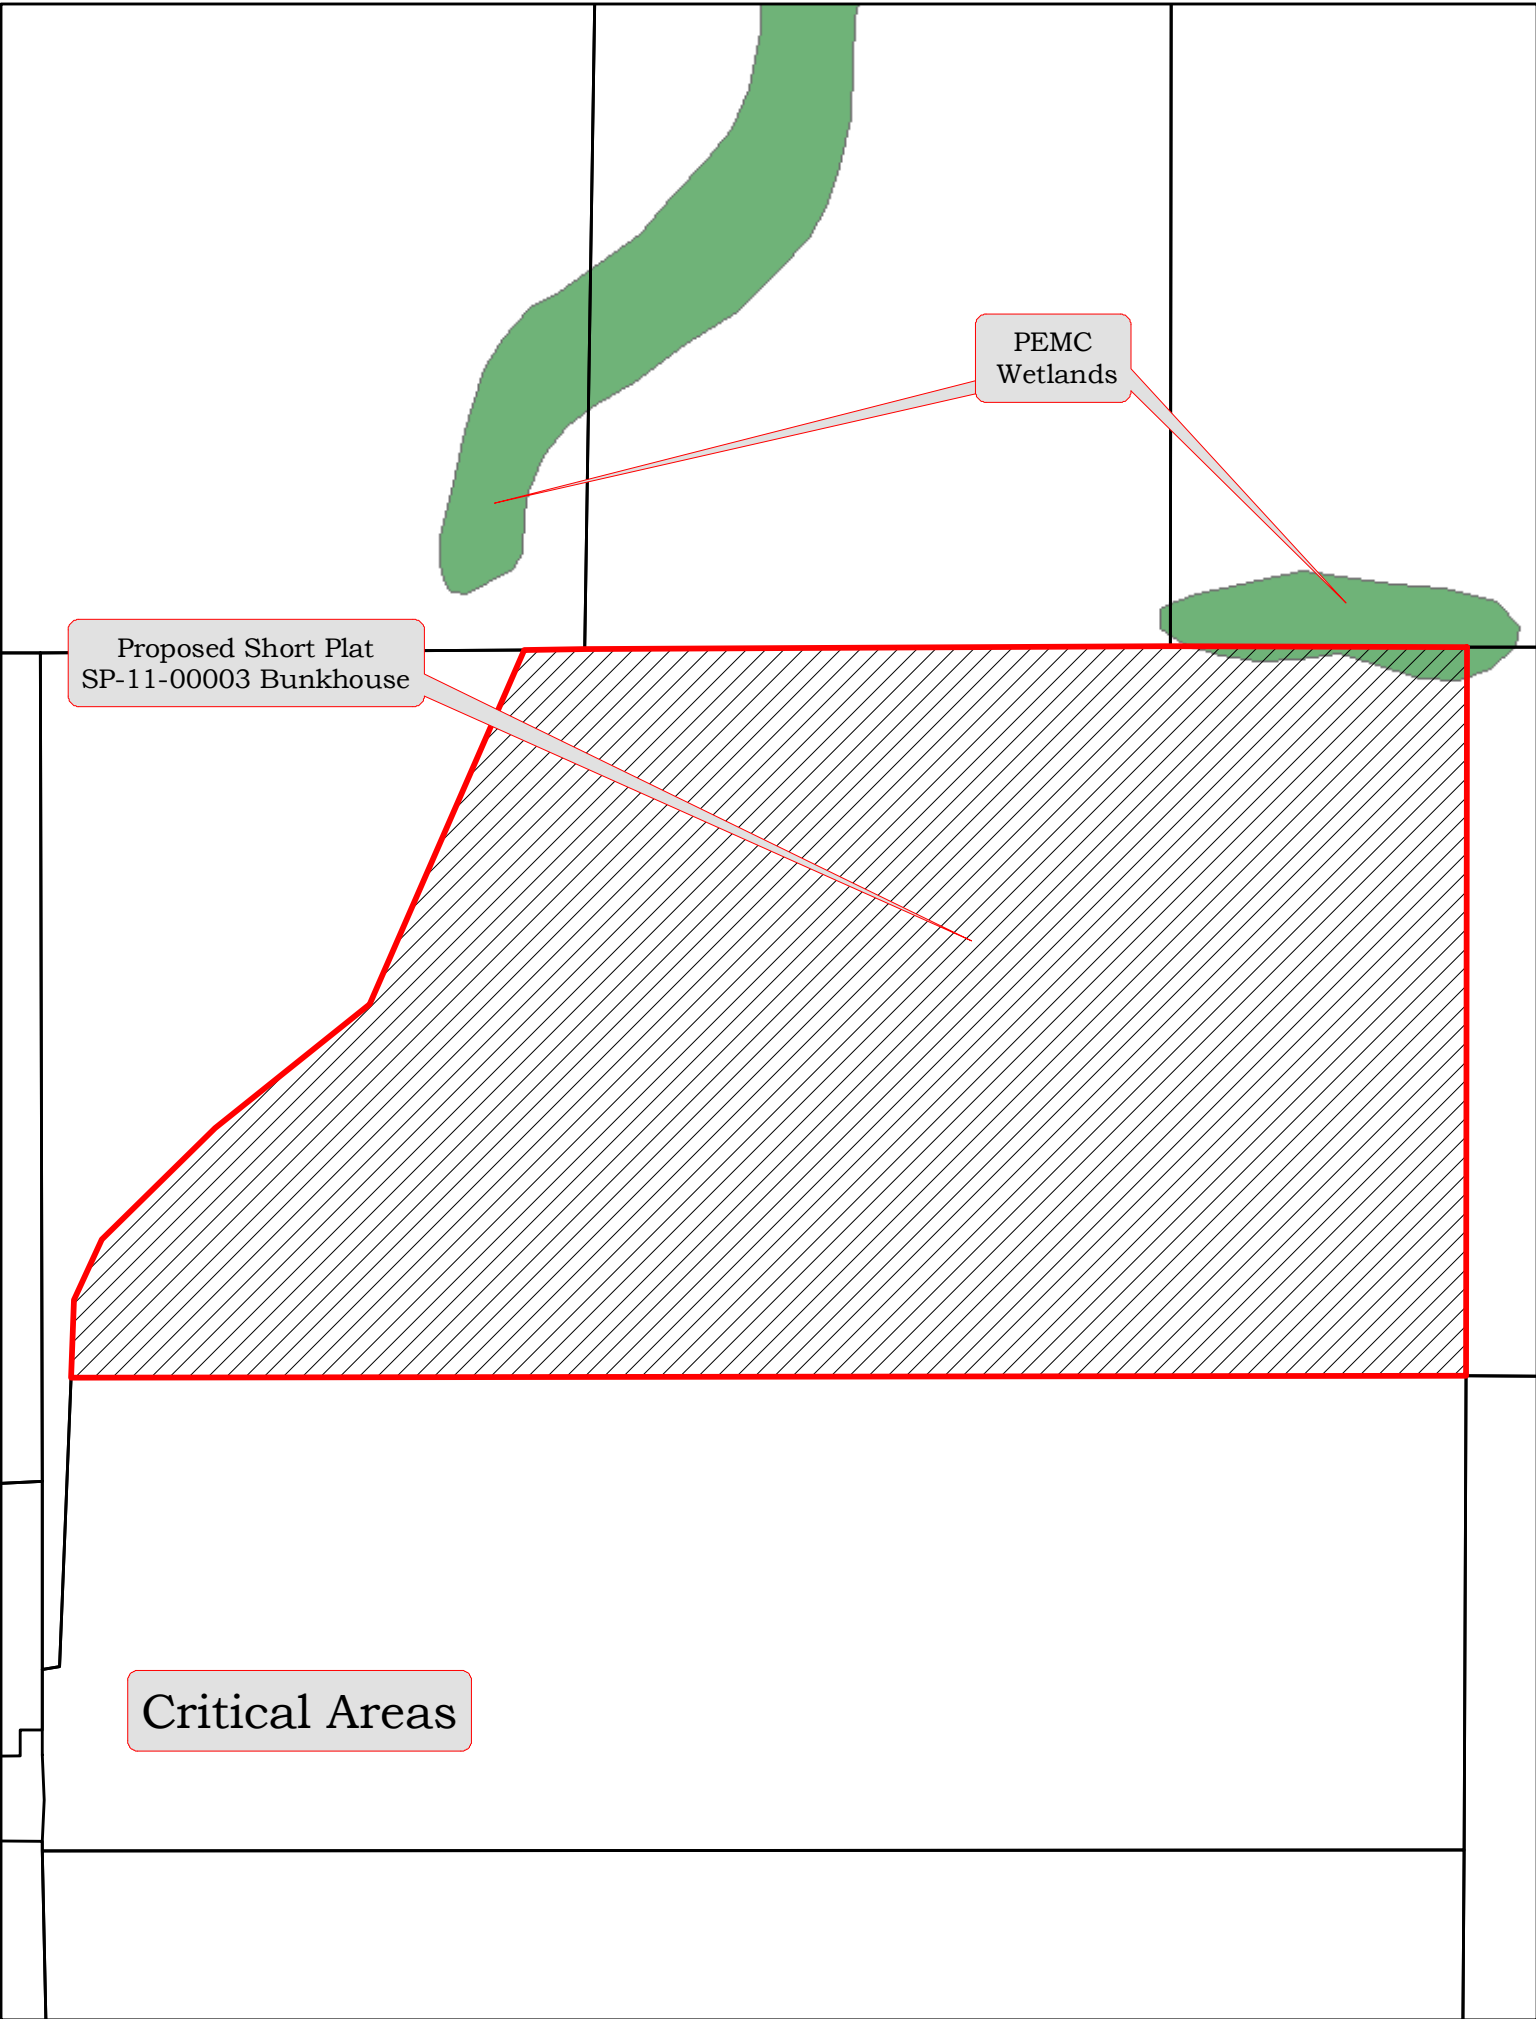 PEMC
Wetlands
Proposed Short Plat
SP-11-00003 Bunkhouse
Critical Areas